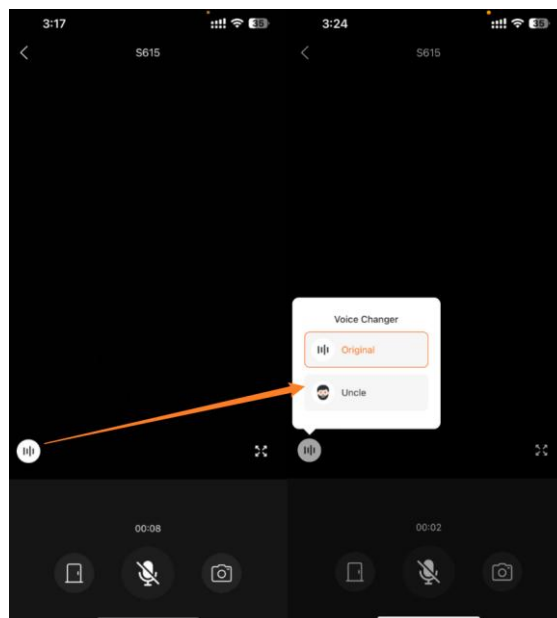 3:17
35
S615
00:08
3:24
35
S615
Voice Changer
Original
Uncle
00:02